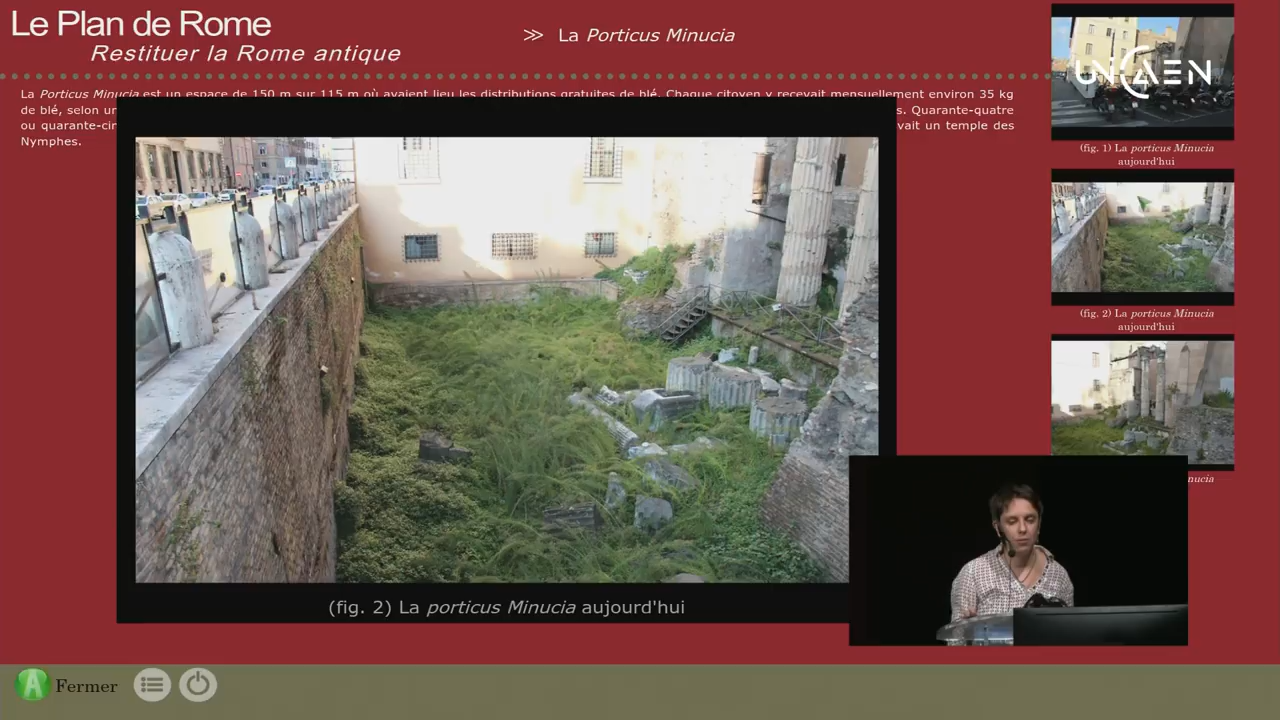 Le Plan de Rome
Restituer la Rome antique
>> La Porticus Minucia
UNICAEN
La Porticus Minucia est un espace de 150 m sur 115 m où avaient lieu les distributions gratuites de blé. Chaque citoyen y recevait mensuellement environ 35 kg
de blé, selon un s. Quarante-quatre
ou quarante-cin vait un temple des
Nymphes.
(fig. 1) La porticus Minucia
aujourd'hui
(fig. 2) La porticus Minucia
aujourd'hui
nucia
(fig. 2) La porticus Minucia aujourd'hui
A Fermer